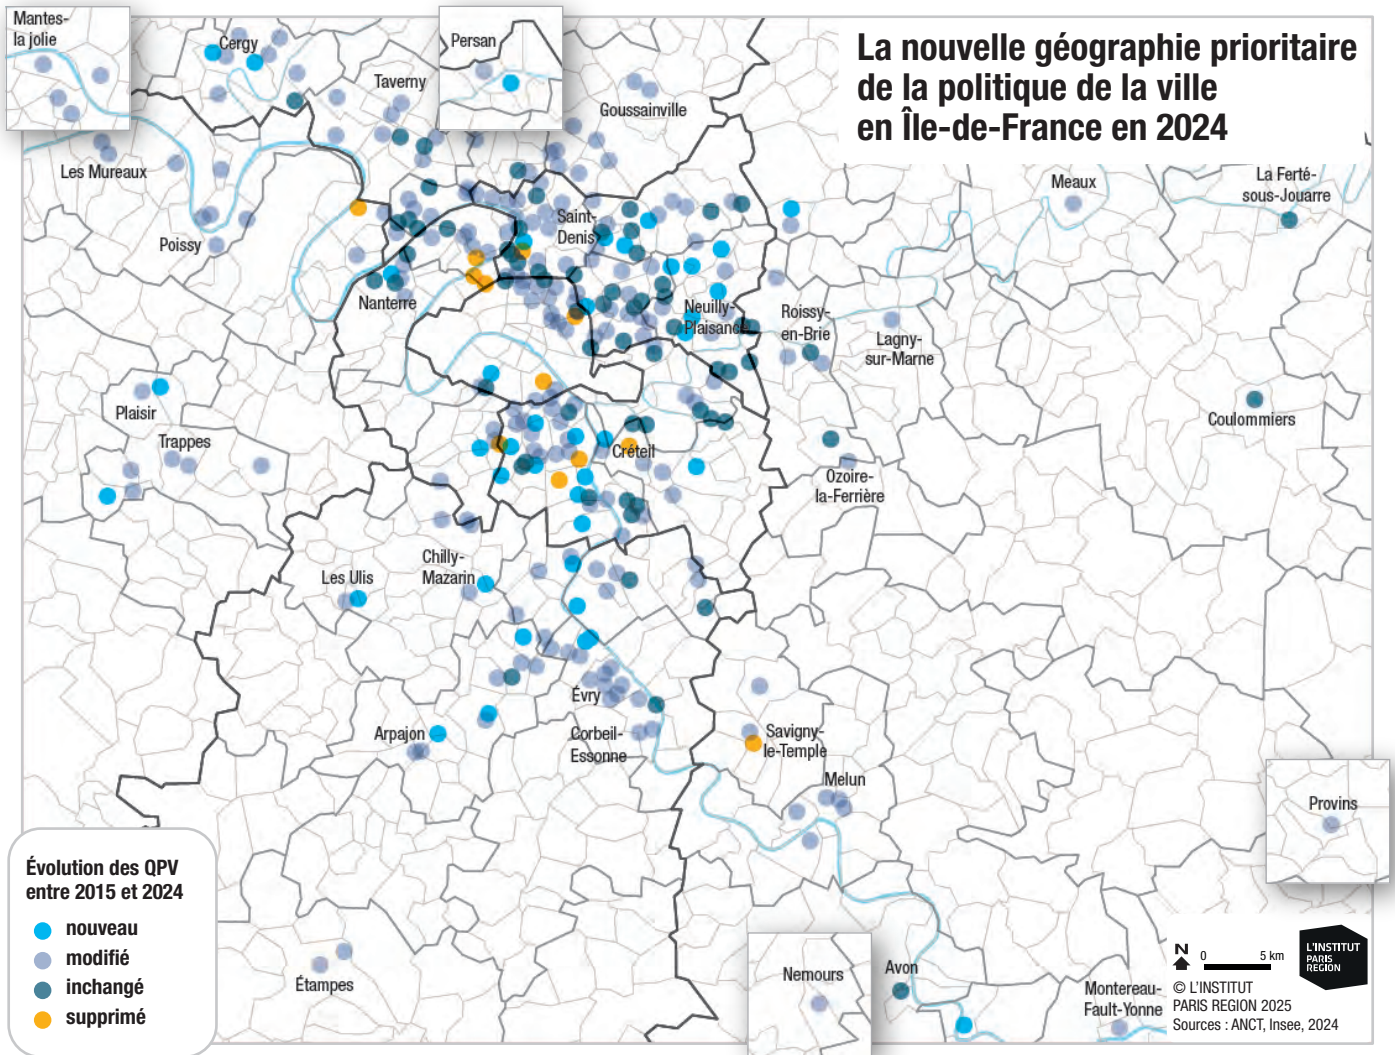 Mantes-
la jolie
Cergy
Persan
Taverny
Goussainville
La nouvelle géographie prioritaire
de la politique de la ville
en Île-de-France en 2024
Les Mureaux
Poissy
Saint-
Denis
Meaux
La Ferté-
sous-Jouarre
Nanterre
Neuilly-
Plaisance
Roissy-
en-Brie
Lagny-
sur-Marne
Plaisir
Trappes
Coulommiers
Créteil
Ozoire-
la-Ferrière
Chilly-
Mazarin
Les Ulis
Évry
Arpajon
Corbeil-
Essonne
Savigny-
le-Temple
Melun
Provins
Évolution des QPV
entre 2015 et 2024
nouveau
modifié
inchangé
supprimé
Étampes
Nemours
Avon
Montereau-
Fault-Yonne
N
0 5 km
L'INSTITUT
PARIS
REGION
© L'INSTITUT
PARIS REGION 2025
Sources : ANCT, Insee, 2024